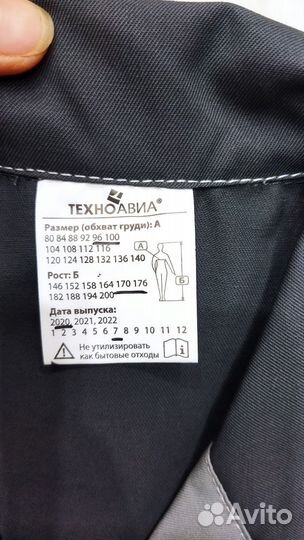 ТЕХНОАВИА®
Размер (обхват груди): А
80 84 88 92 96 100
104 108 112 116
120 124 128 132 136 140
А
Рост: Б
146 152 158 164 170 176
182 188 194 200
Б
Дата выпуска:
2020, 2021, 2022
1 2 3 4 5 6 7 8 9 10 11 12
Не утилизировать
как бытовые отходы
Avito